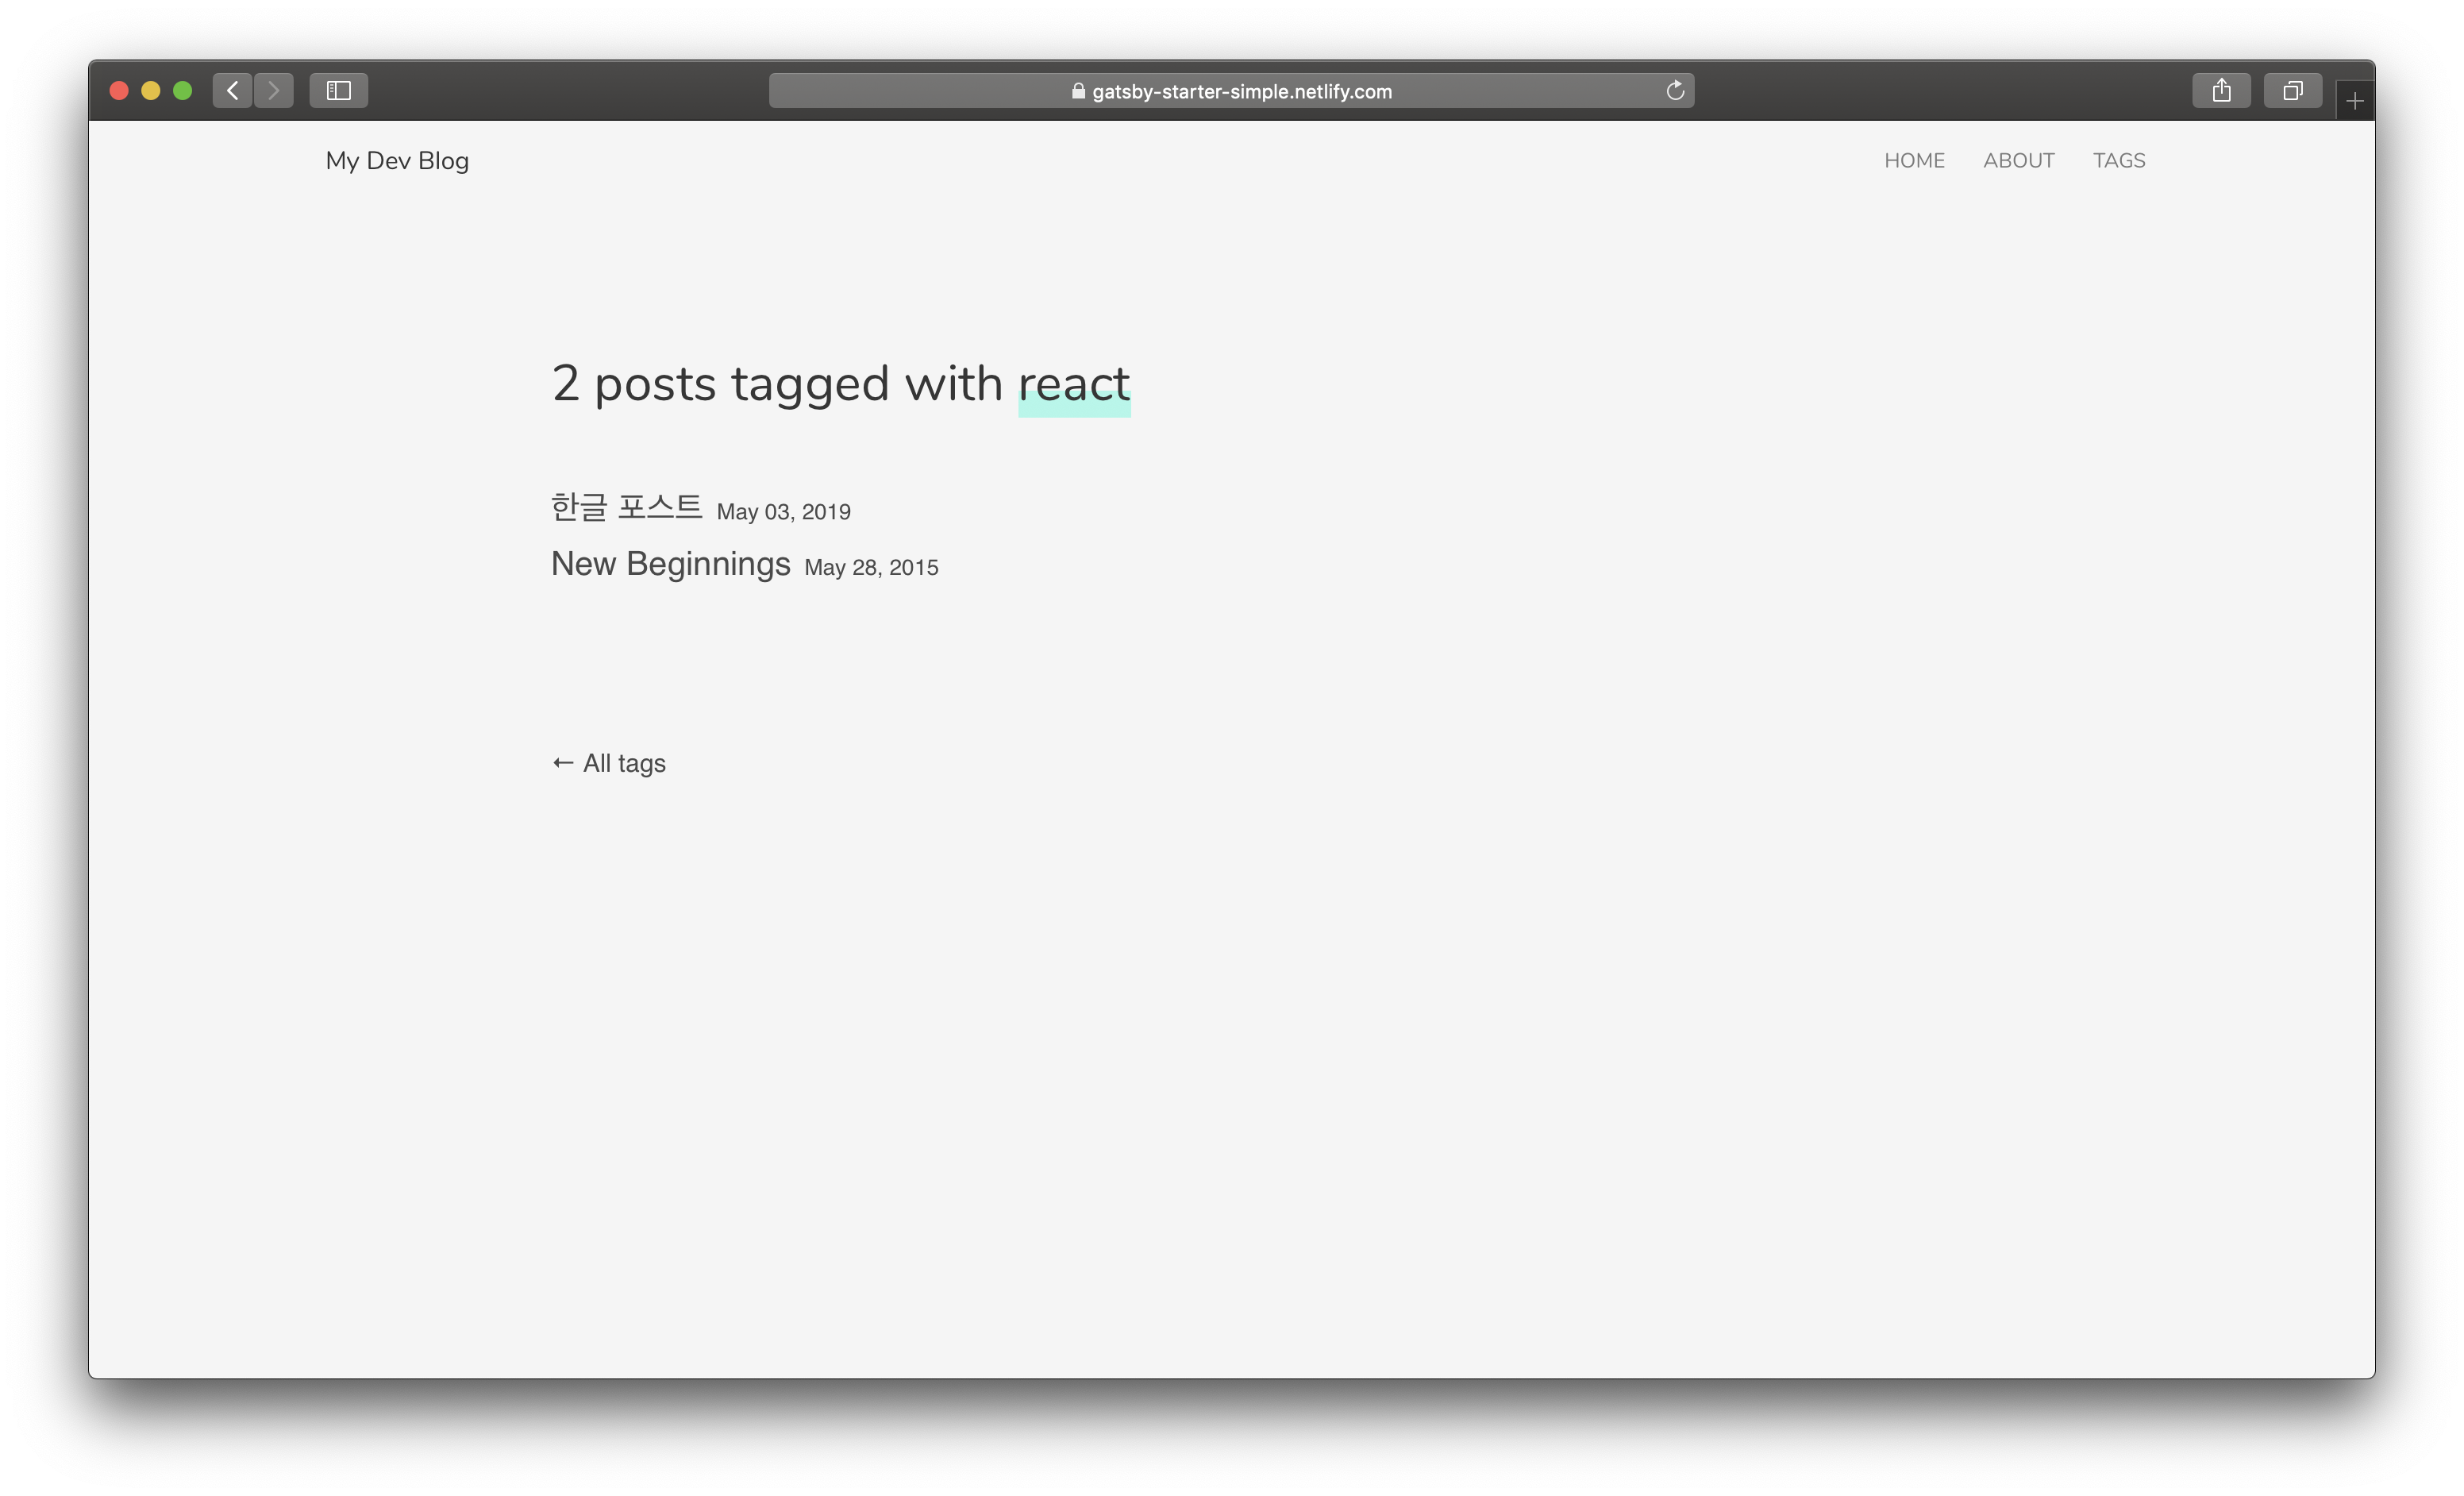 gatsby-starter-simple.netlify.com
My Dev Blog HOME ABOUT TAGS
2 posts tagged with react
한글 포스트 May 03, 2019
New Beginnings May 28, 2015
← All tags